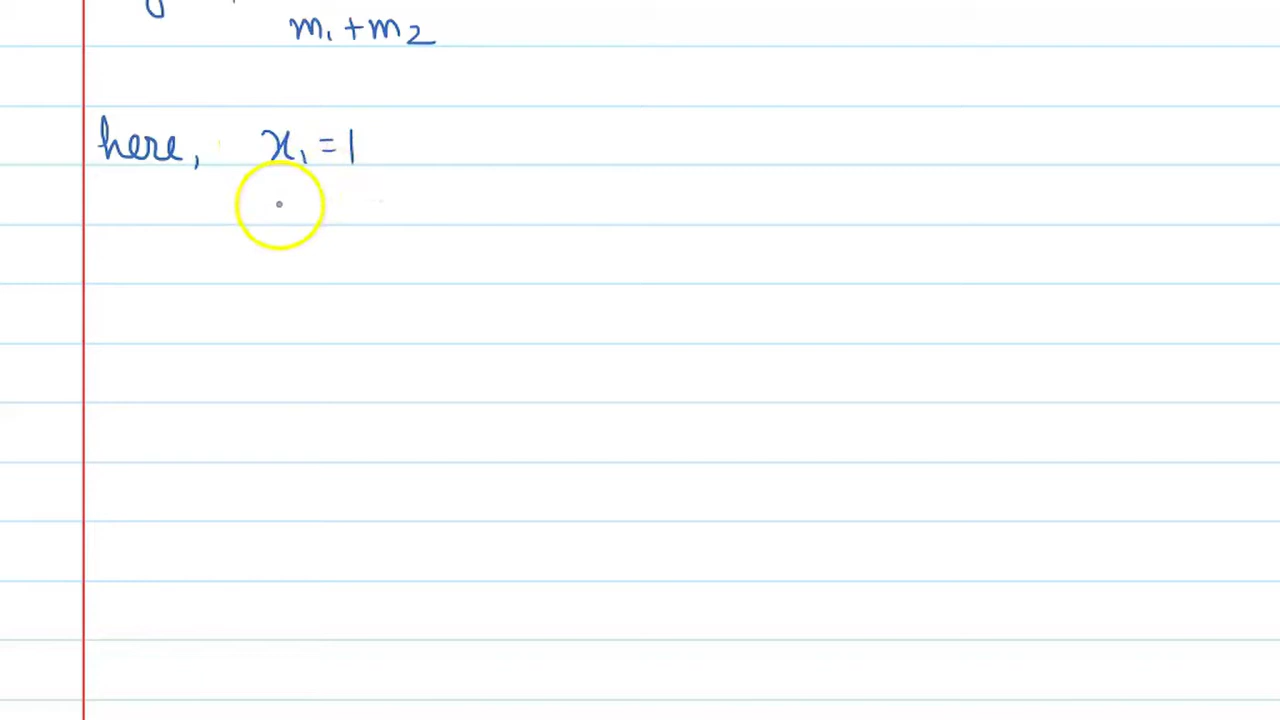 m₁ + m₂
here, x₁ = 1